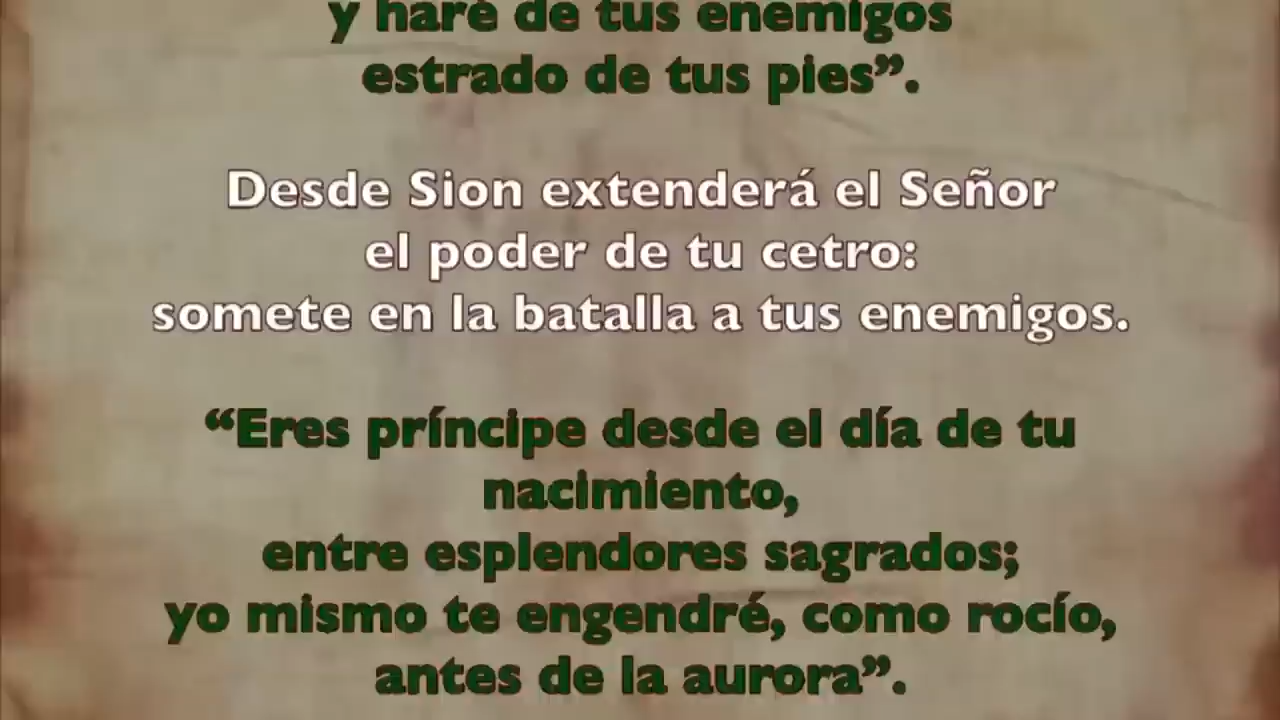 y haré de tus enemigos
estrado de tus pies”.
Desde Sion extenderá el Señor
el poder de tu cetro:
somete en la batalla a tus enemigos.
“Eres príncipe desde el día de tu
nacimiento,
entre esplendores sagrados;
yo mismo te engendré, como rocío,
antes de la aurora”.